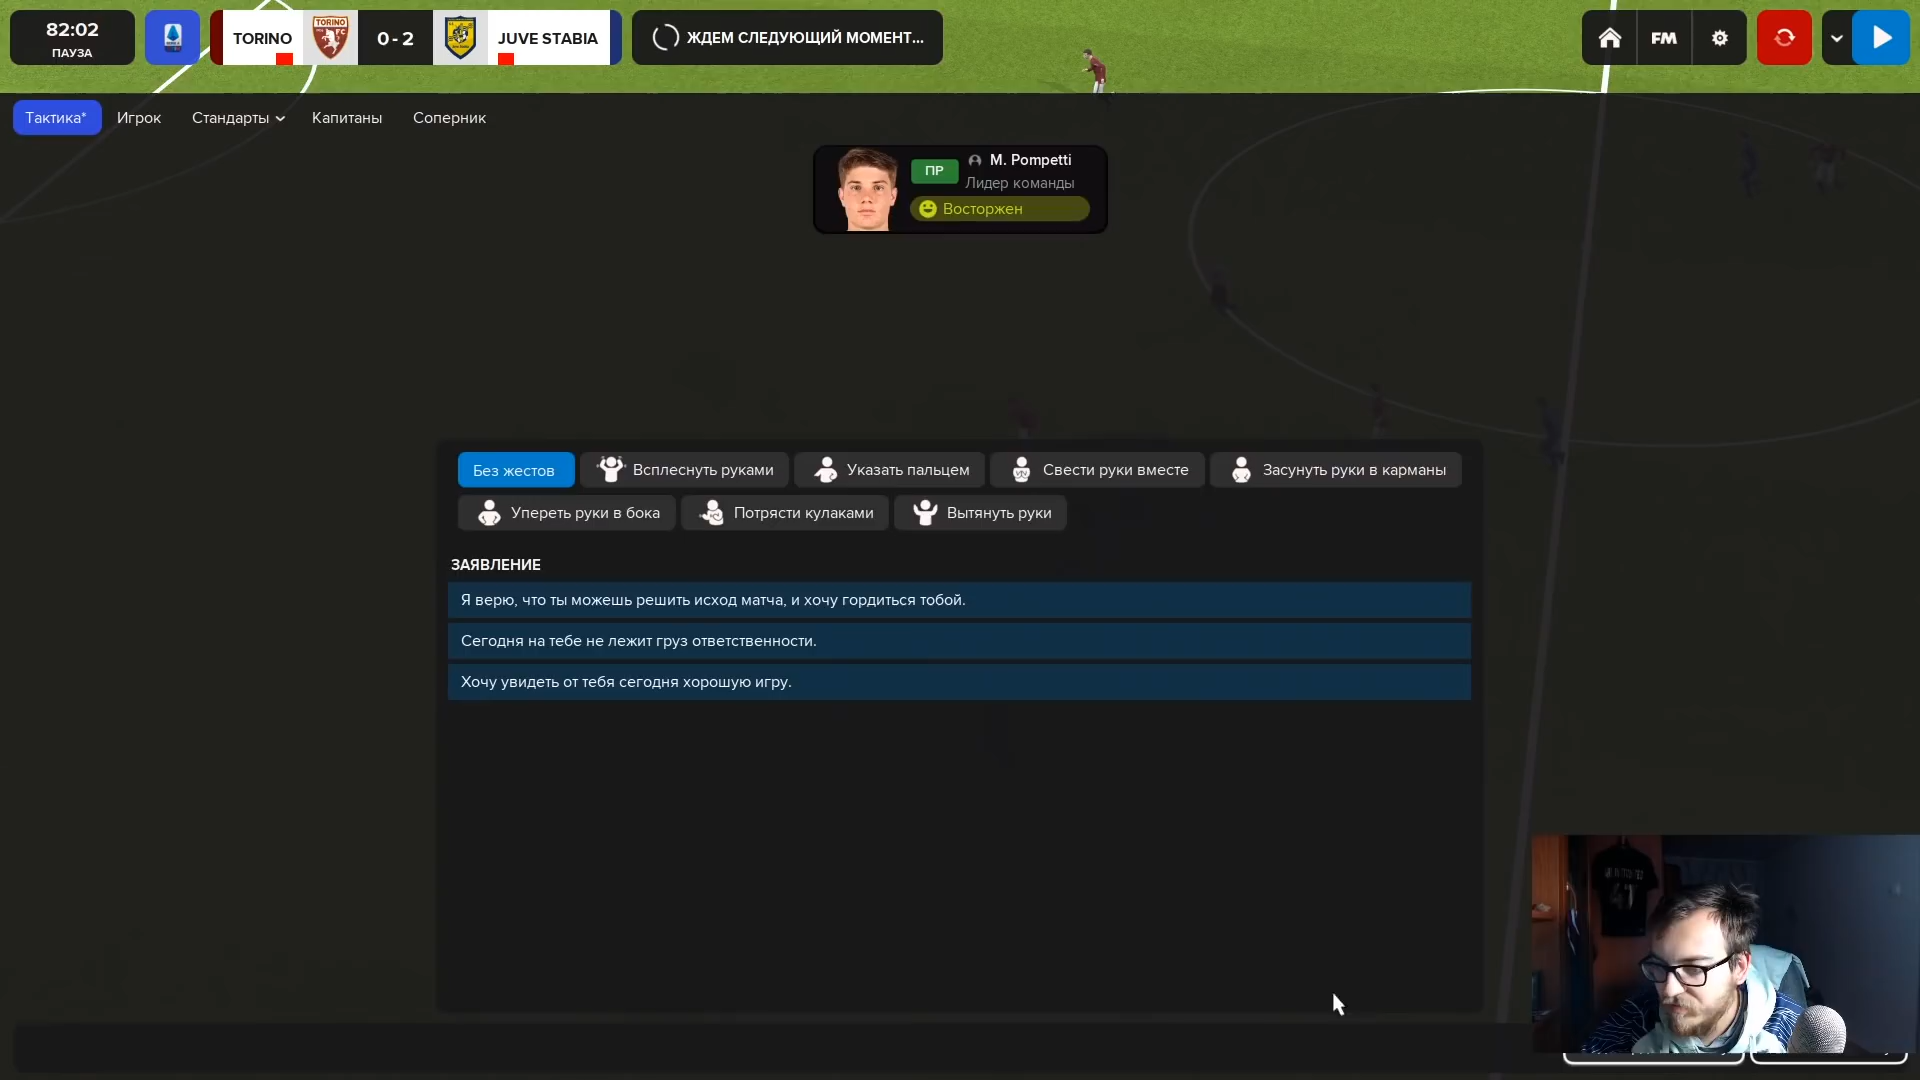 82:02
ПАУЗА
TORINO
TORINO
FC
0 - 2
JUVE STABIA
ЖДЕМ СЛЕДУЮЩИЙ МОМЕНТ...
FM
Тактика*
Игрок
Стандарты
Капитаны
Соперник
ПР
M. Pompetti
Лидер команды
Восторжен
Без жестов
Всплеснуть руками
Указать пальцем
Свести руки вместе
Засунуть руки в карманы
Упереть руки в бока
Потрясти кулаками
Вытянуть руки
ЗАЯВЛЕНИЕ
Я верю, что ты можешь решить исход матча, и хочу гордиться тобой.
Сегодня на тебе не лежит груз ответственности.
Хочу увидеть от тебя сегодня хорошую игру.